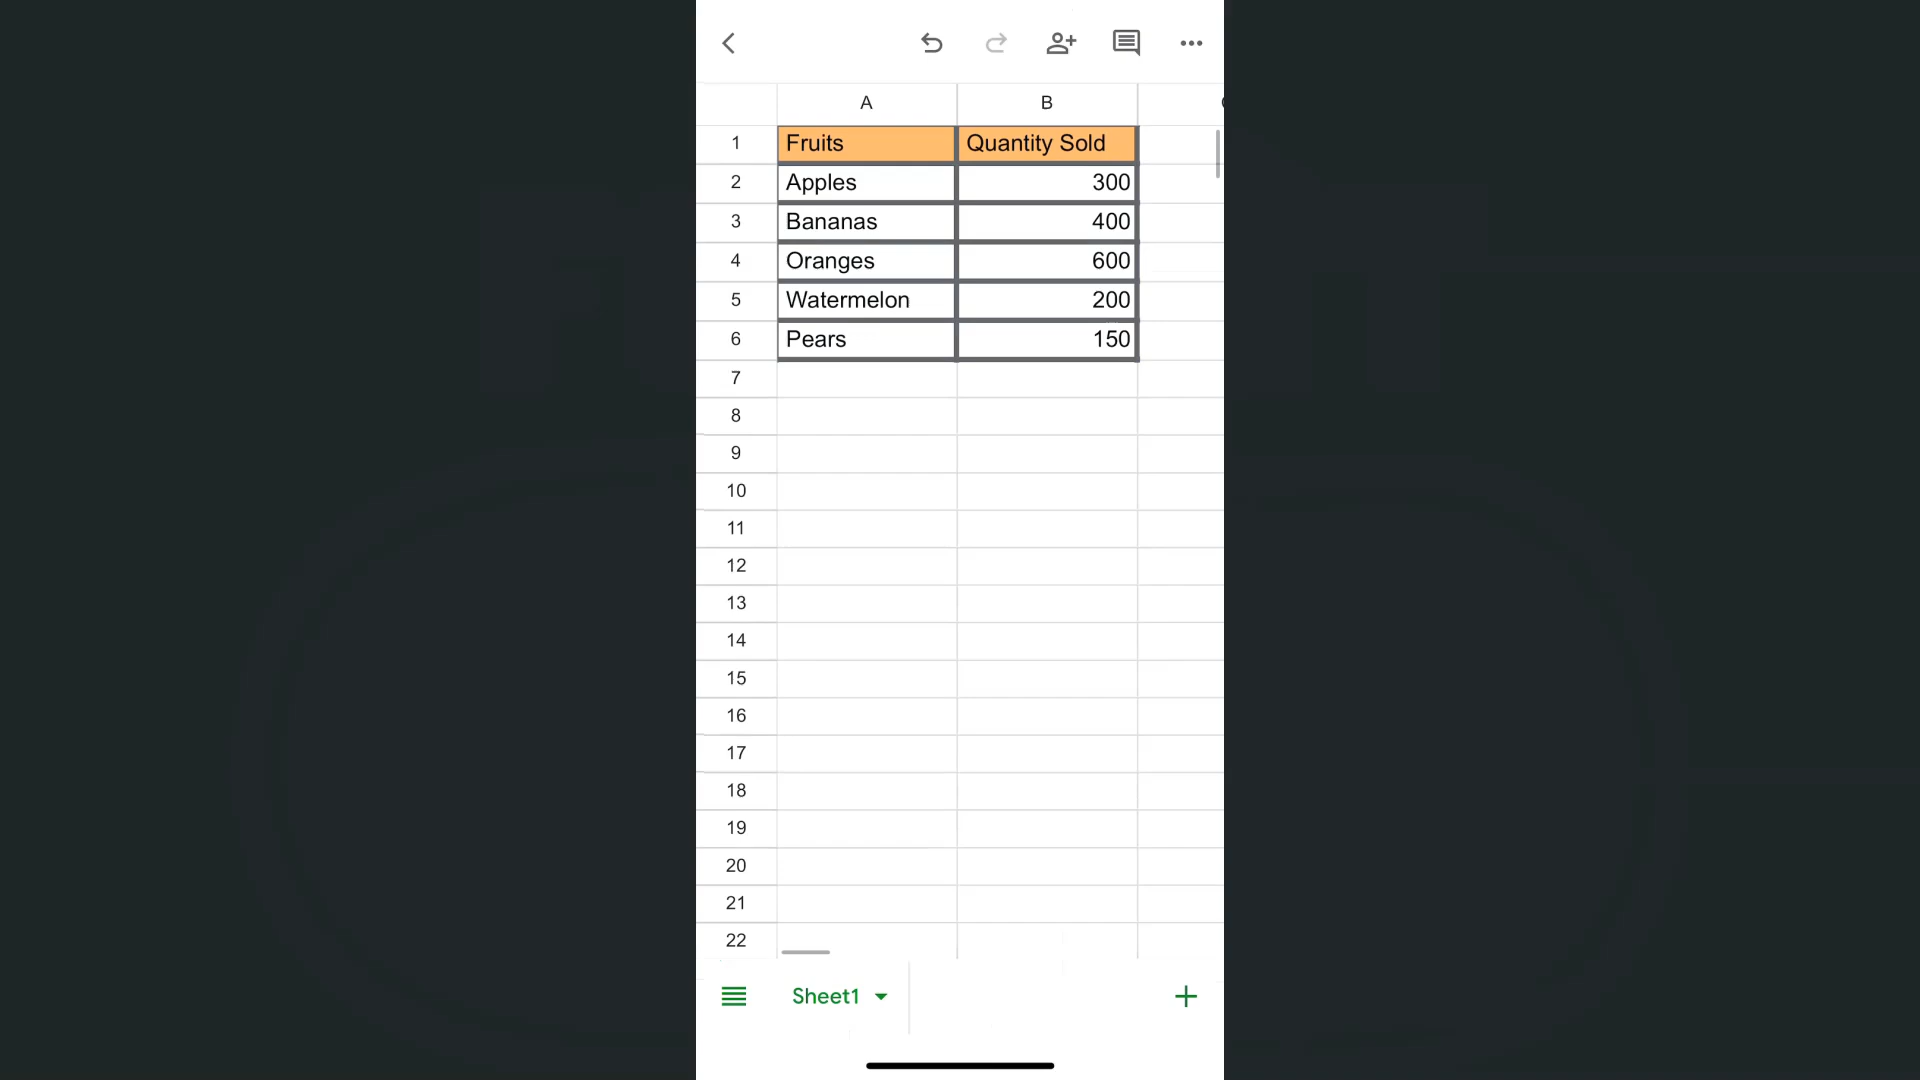 A B
1 Fruits Quantity Sold
2 Apples 300
3 Bananas 400
4 Oranges 600
5 Watermelon 200
6 Pears 150
7
8
9
10
11
12
13
14
15
16
17
18
19
20
21
22
Sheet1